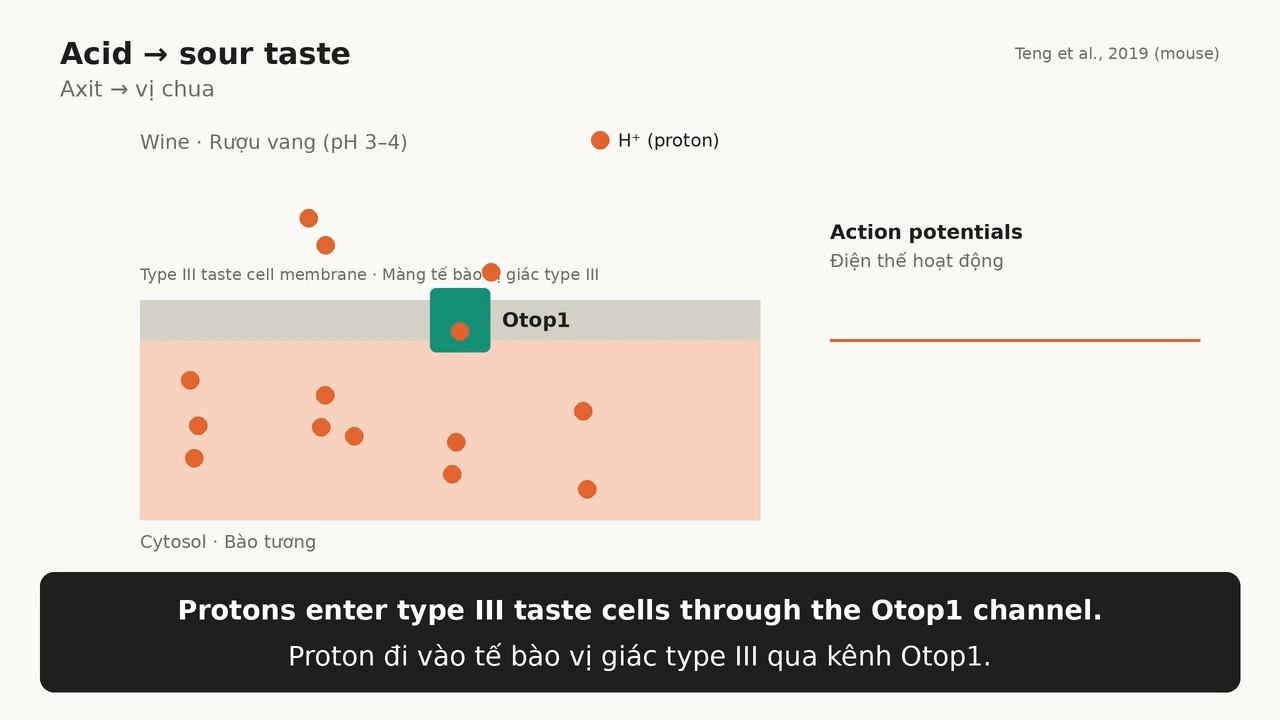 Acid → sour taste
Axit → vị chua
Teng et al., 2019 (mouse)
Wine · Rượu vang (pH 3–4)
H⁺ (proton)
Action potentials
Điện thế hoạt động
Type III taste cell membrane · Màng tế bào giác type III
Otop1
Cytosol · Bào tương
Protons enter type III taste cells through the Otop1 channel.
Proton đi vào tế bào vị giác type III qua kênh Otop1.